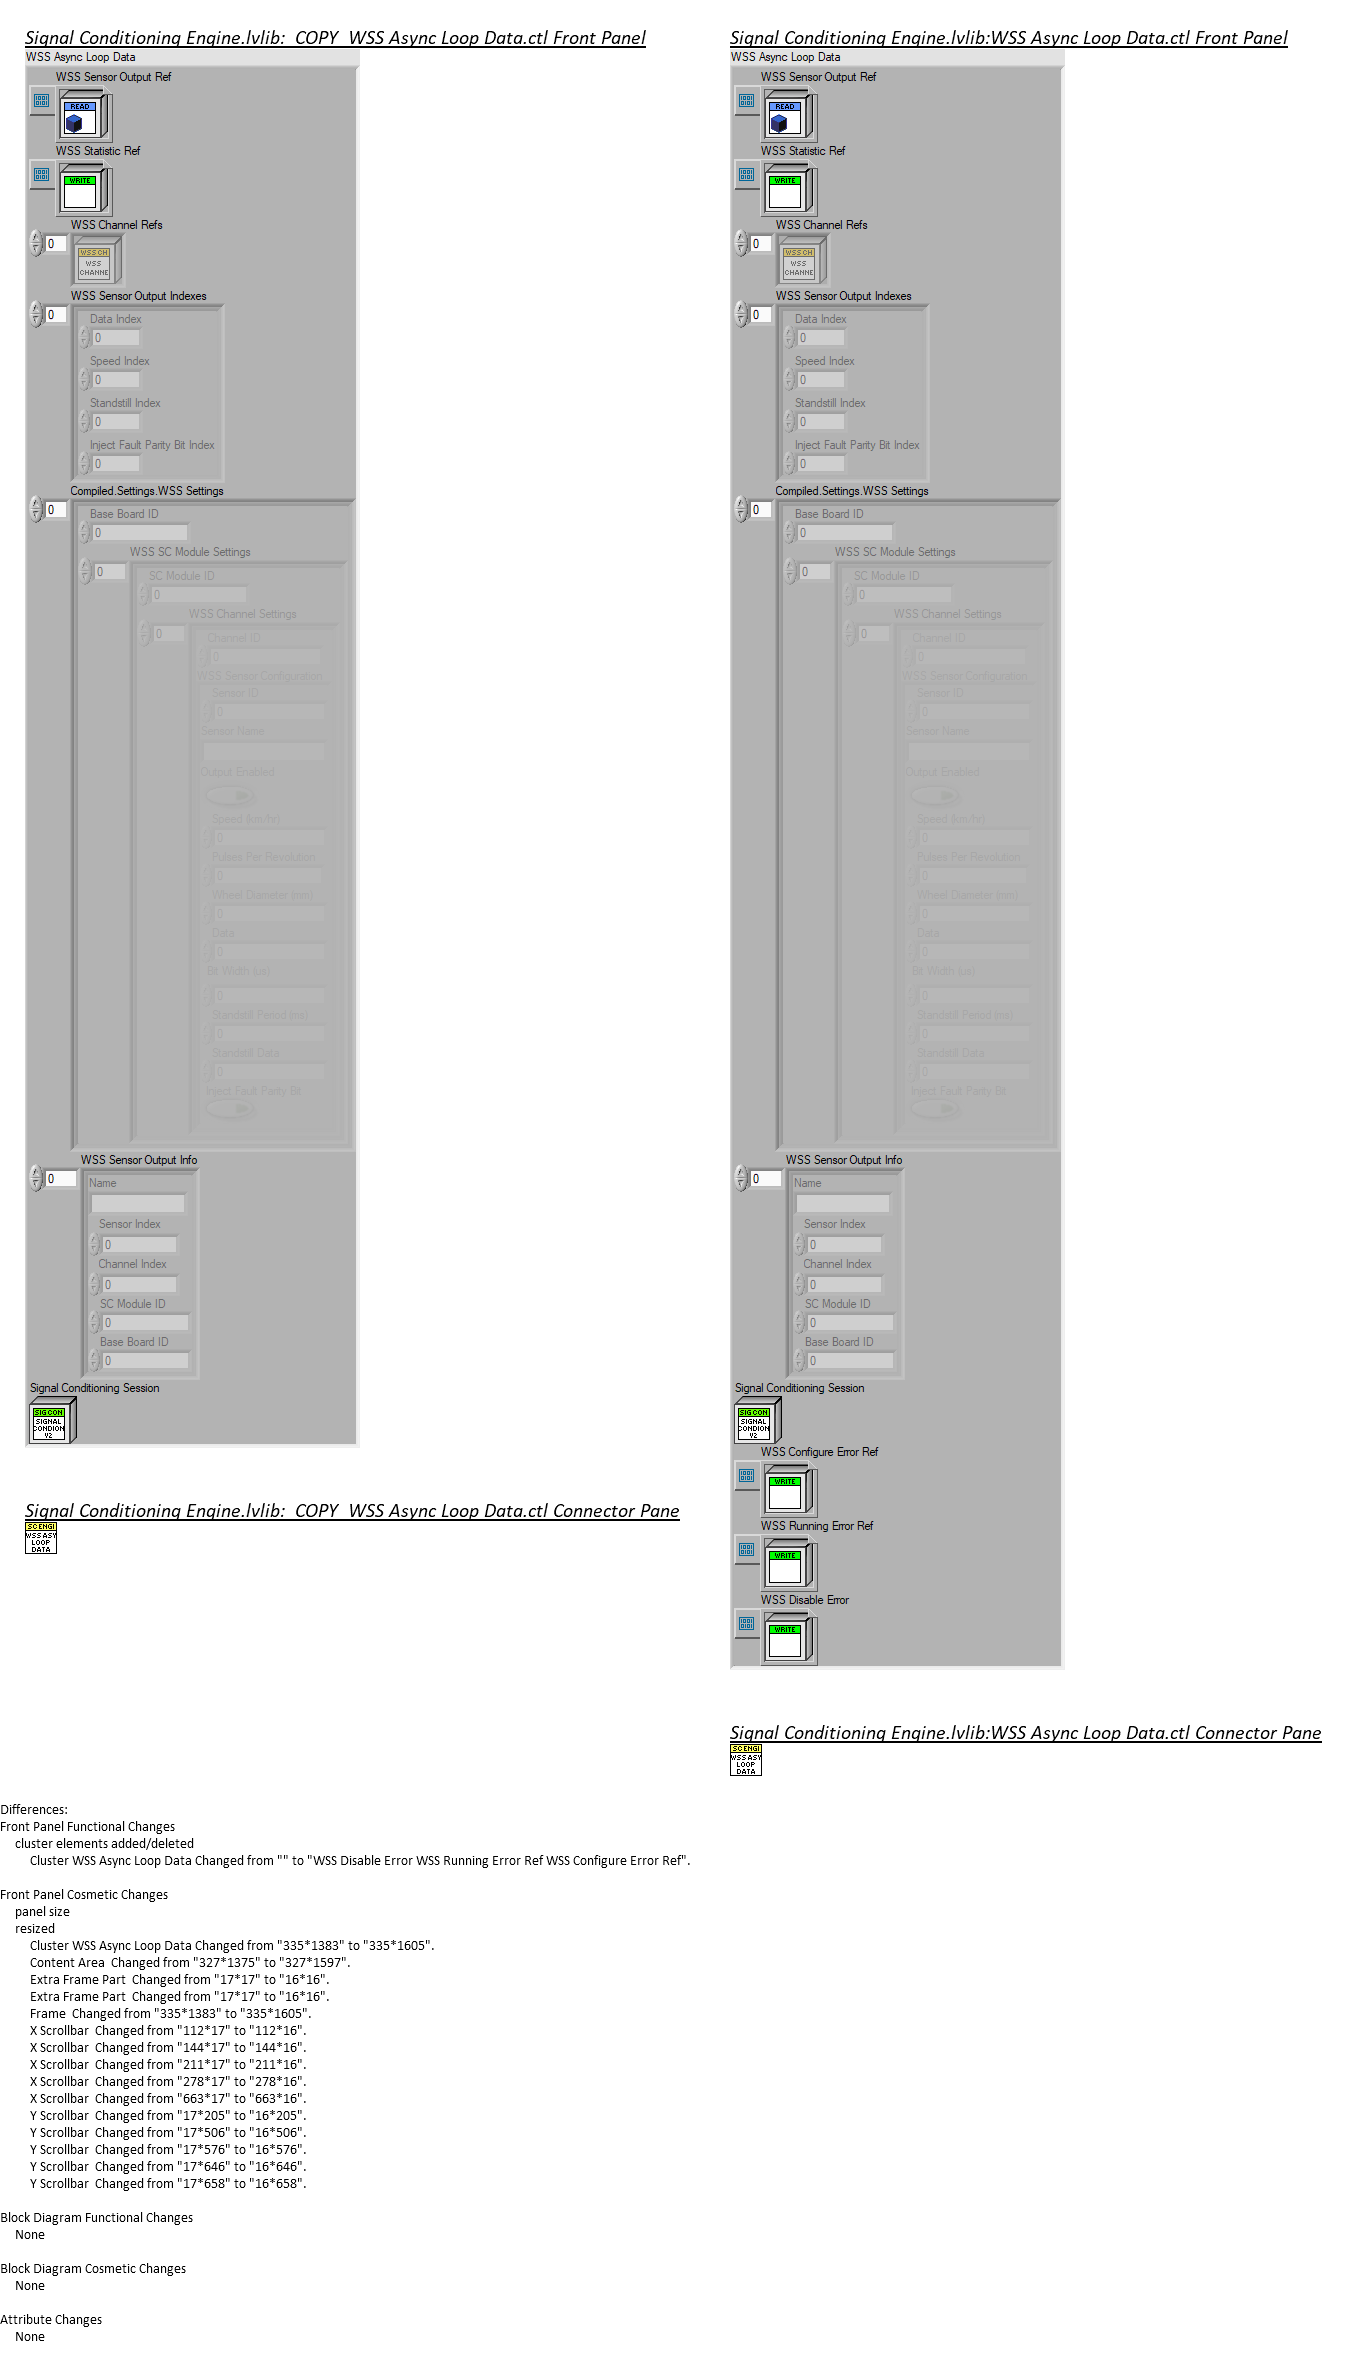 Signal Conditioning Engine.lvlib:_COPY_WSS Async Loop Data.ctl Front Panel
WSS Async Loop Data
WSS Sensor Output Ref
READ
WSS Statistic Ref
WRITE
WSS Channel Refs
0
WSS CH
WSS
CHANNE
WSS Sensor Output Indexes
0
Data Index
0
Speed Index
0
Standstill Index
0
Inject Fault Parity Bit Index
0
Compiled.Settings.WSS Settings
0
Base Board ID
0
WSS SC Module Settings
0
SC Module ID
0
WSS Channel Settings
0
Channel ID
0
WSS Sensor Configuration
Sensor ID
0
Sensor Name
Output Enabled
Speed (km/hr)
0
Pulses Per Revolution
0
Wheel Diameter (mm)
0
Data
0
Bit Width (us)
0
Standstill Period (ms)
0
Standstill Data
0
Inject Fault Parity Bit
WSS Sensor Output Info
0
Name
Sensor Index
0
Channel Index
0
SC Module ID
0
Base Board ID
0
Signal Conditioning Session
SIG CON
SIGNAL
CONDION
V2
Signal Conditioning Engine.lvlib:_COPY_WSS Async Loop Data.ctl Connector Pane
SC ENGI
WSS ASY
LOOP
DATA
Signal Conditioning Engine.lvlib:WSS Async Loop Data.ctl Front Panel
WSS Async Loop Data
WSS Sensor Output Ref
READ
WSS Statistic Ref
WRITE
WSS Channel Refs
0
WSS CH
WSS
CHANNE
WSS Sensor Output Indexes
0
Data Index
0
Speed Index
0
Standstill Index
0
Inject Fault Parity Bit Index
0
Compiled.Settings.WSS Settings
0
Base Board ID
0
WSS SC Module Settings
0
SC Module ID
0
WSS Channel Settings
0
Channel ID
0
WSS Sensor Configuration
Sensor ID
0
Sensor Name
Output Enabled
Speed (km/hr)
0
Pulses Per Revolution
0
Wheel Diameter (mm)
0
Data
0
Bit Width (us)
0
Standstill Period (ms)
0
Standstill Data
0
Inject Fault Parity Bit
WSS Sensor Output Info
0
Name
Sensor Index
0
Channel Index
0
SC Module ID
0
Base Board ID
0
Signal Conditioning Session
SIG CON
SIGNAL
CONDION
V2
WSS Configure Error Ref
WRITE
WSS Running Error Ref
WRITE
WSS Disable Error
WRITE
Signal Conditioning Engine.lvlib:WSS Async Loop Data.ctl Connector Pane
SC ENGI
WSS ASY
LOOP
DATA
Differences:
Front Panel Functional Changes
cluster elements added/deleted
Cluster WSS Async Loop Data Changed from "" to "WSS Disable Error WSS Running Error Ref WSS Configure Error Ref".
Front Panel Cosmetic Changes
panel size
resized
Cluster WSS Async Loop Data Changed from "335*1383" to "335*1605".
Content Area  Changed from "327*1375" to "327*1597".
Extra Frame Part  Changed from "17*17" to "16*16".
Extra Frame Part  Changed from "17*17" to "16*16".
Frame  Changed from "335*1383" to "335*1605".
X Scrollbar  Changed from "112*17" to "112*16".
X Scrollbar  Changed from "144*17" to "144*16".
X Scrollbar  Changed from "211*17" to "211*16".
X Scrollbar  Changed from "278*17" to "278*16".
X Scrollbar  Changed from "663*17" to "663*16".
Y Scrollbar  Changed from "17*205" to "16*205".
Y Scrollbar  Changed from "17*506" to "16*506".
Y Scrollbar  Changed from "17*576" to "16*576".
Y Scrollbar  Changed from "17*646" to "16*646".
Y Scrollbar  Changed from "17*658" to "16*658".
Block Diagram Functional Changes
None
Block Diagram Cosmetic Changes
None
Attribute Changes
None